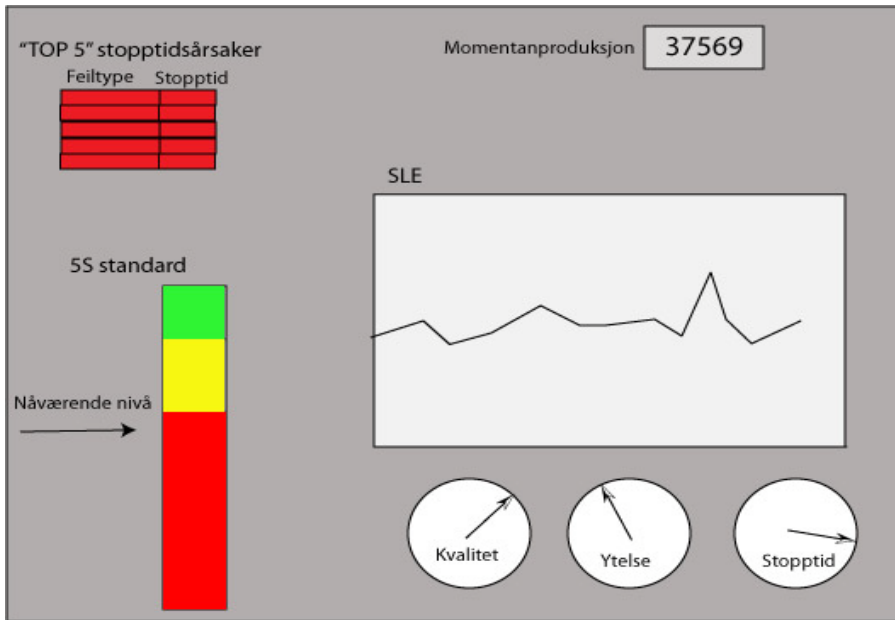 “TOP 5” stopptidsårsaker
Feiltype Stopptid
Momentanproduksjon 37569
SLE
5S standard
Nåværende nivå
Kvalitet
Ytelse
Stopptid